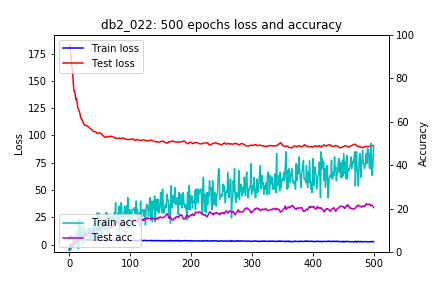 db2_022: 500 epochs loss and accuracy
Train loss
Test loss
Train acc
Test acc
Loss
175
150
125
100
75
50
25
0
0
100
200
300
400
500
100
80
60
40
20
0
Accuracy